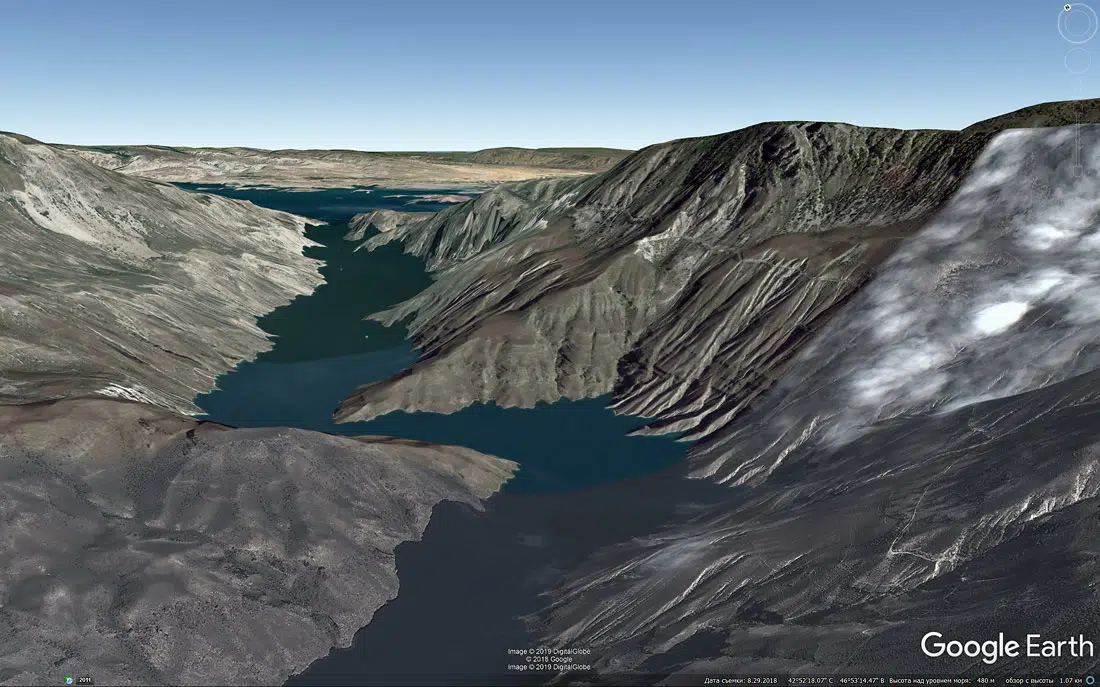 Image © 2019 DigitalGlobe
© 2018 Google
Image © 2019 DigitalGlobe
Google Earth
2011
Дата съемки: 8.29.2018 42°52'18.07" С 46°53'14.47" В Высота над уровнем моря: 480 м обзор с высоты 1.07 км